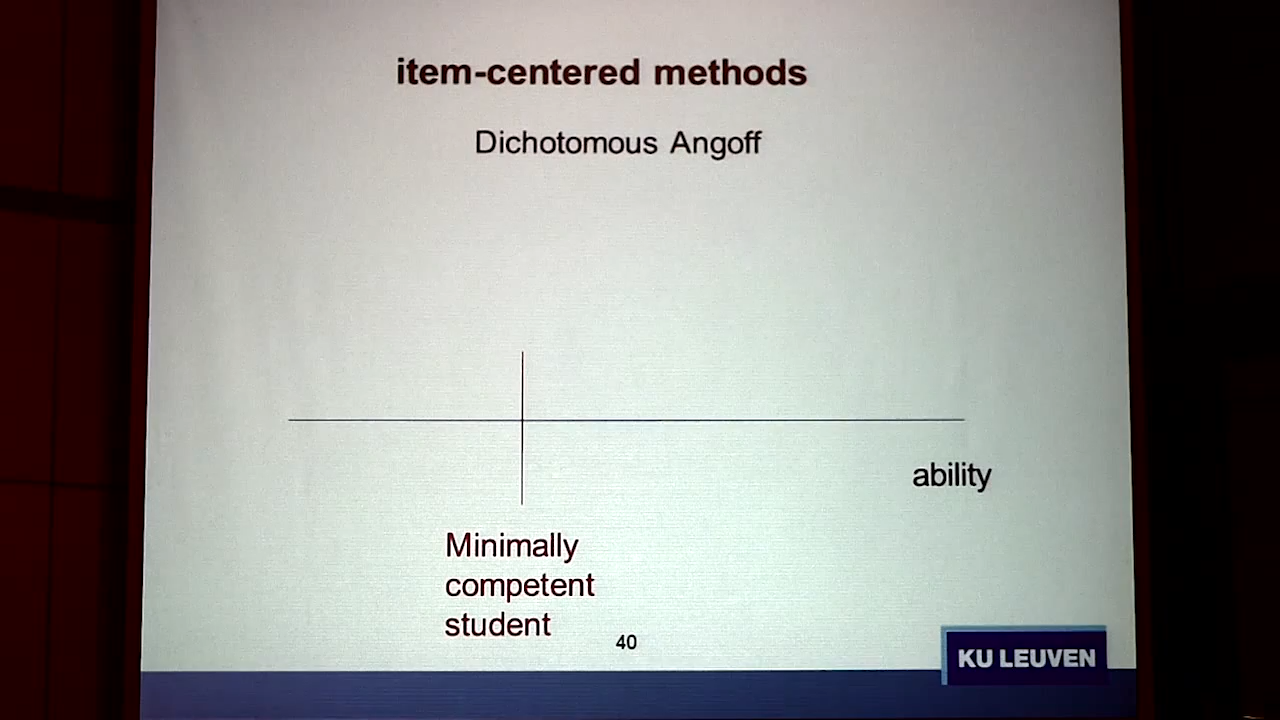 item-centered methods
Dichotomous Angoff
ability
Minimally
competent
student
40
KU LEUVEN